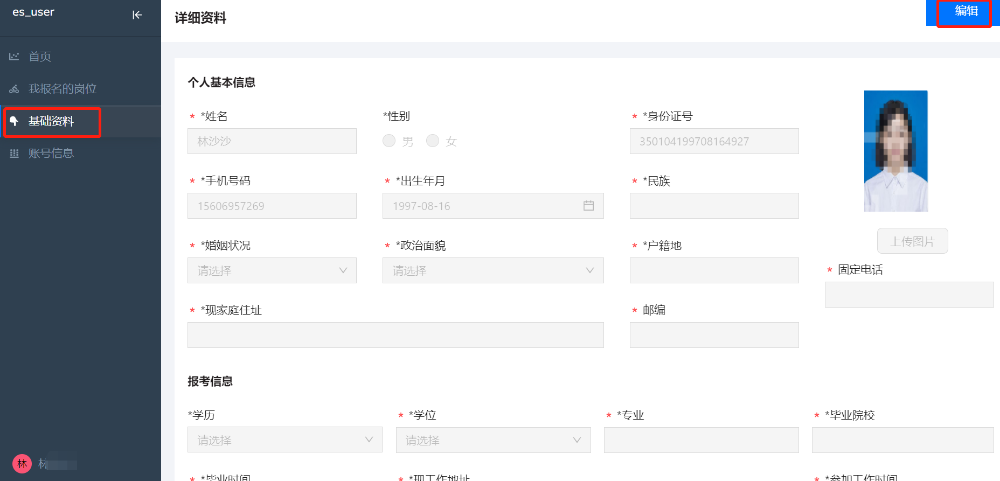 es_user
首页
我报名的岗位
基础资料
账号信息
林
林
详细资料
编辑
个人基本信息
* *姓名
林沙沙
*性别
男 女
* *身份证号
350104199708164927
* *手机号码
15606957269
* *出生年月
1997-08-16
* *民族
* *婚姻状况
请选择
* *政治面貌
请选择
* *户籍地
上传图片
* 固定电话
* *现家庭住址
* 邮编
报考信息
*学历
请选择
* *学位
请选择
* *专业
* *毕业院校
* *毕业时间
* *现工作地址
* *参加工作时间